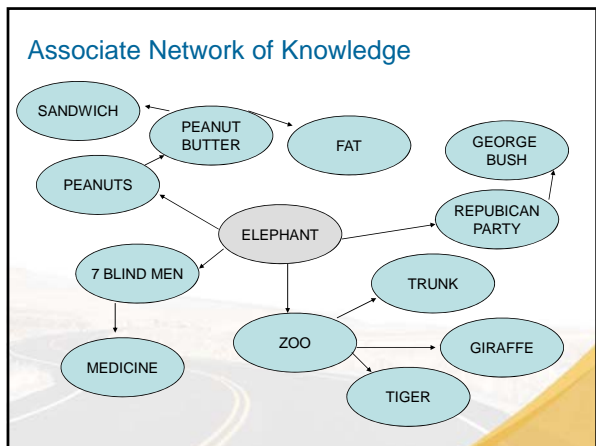 Associate Network of Knowledge
SANDWICH
PEANUT
BUTTER
FAT
GEORGE
BUSH
PEANUTS
REPUBICAN
PARTY
ELEPHANT
7 BLIND MEN
TRUNK
ZOO
GIRAFFE
MEDICINE
TIGER